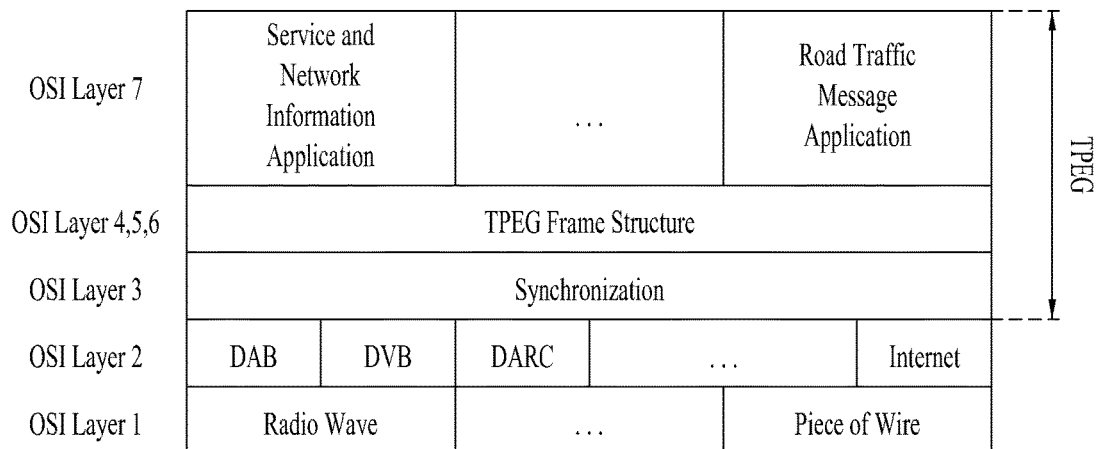 OSI Layer 7
Service and
Network
Information
Application
. . .
Road Traffic
Message
Application
TPEG
OSI Layer 4,5,6
TPEG Frame Structure
OSI Layer 3
Synchronization
OSI Layer 2
DAB
DVB
DARC
. . .
Internet
OSI Layer 1
Radio Wave
. . .
Piece of Wire